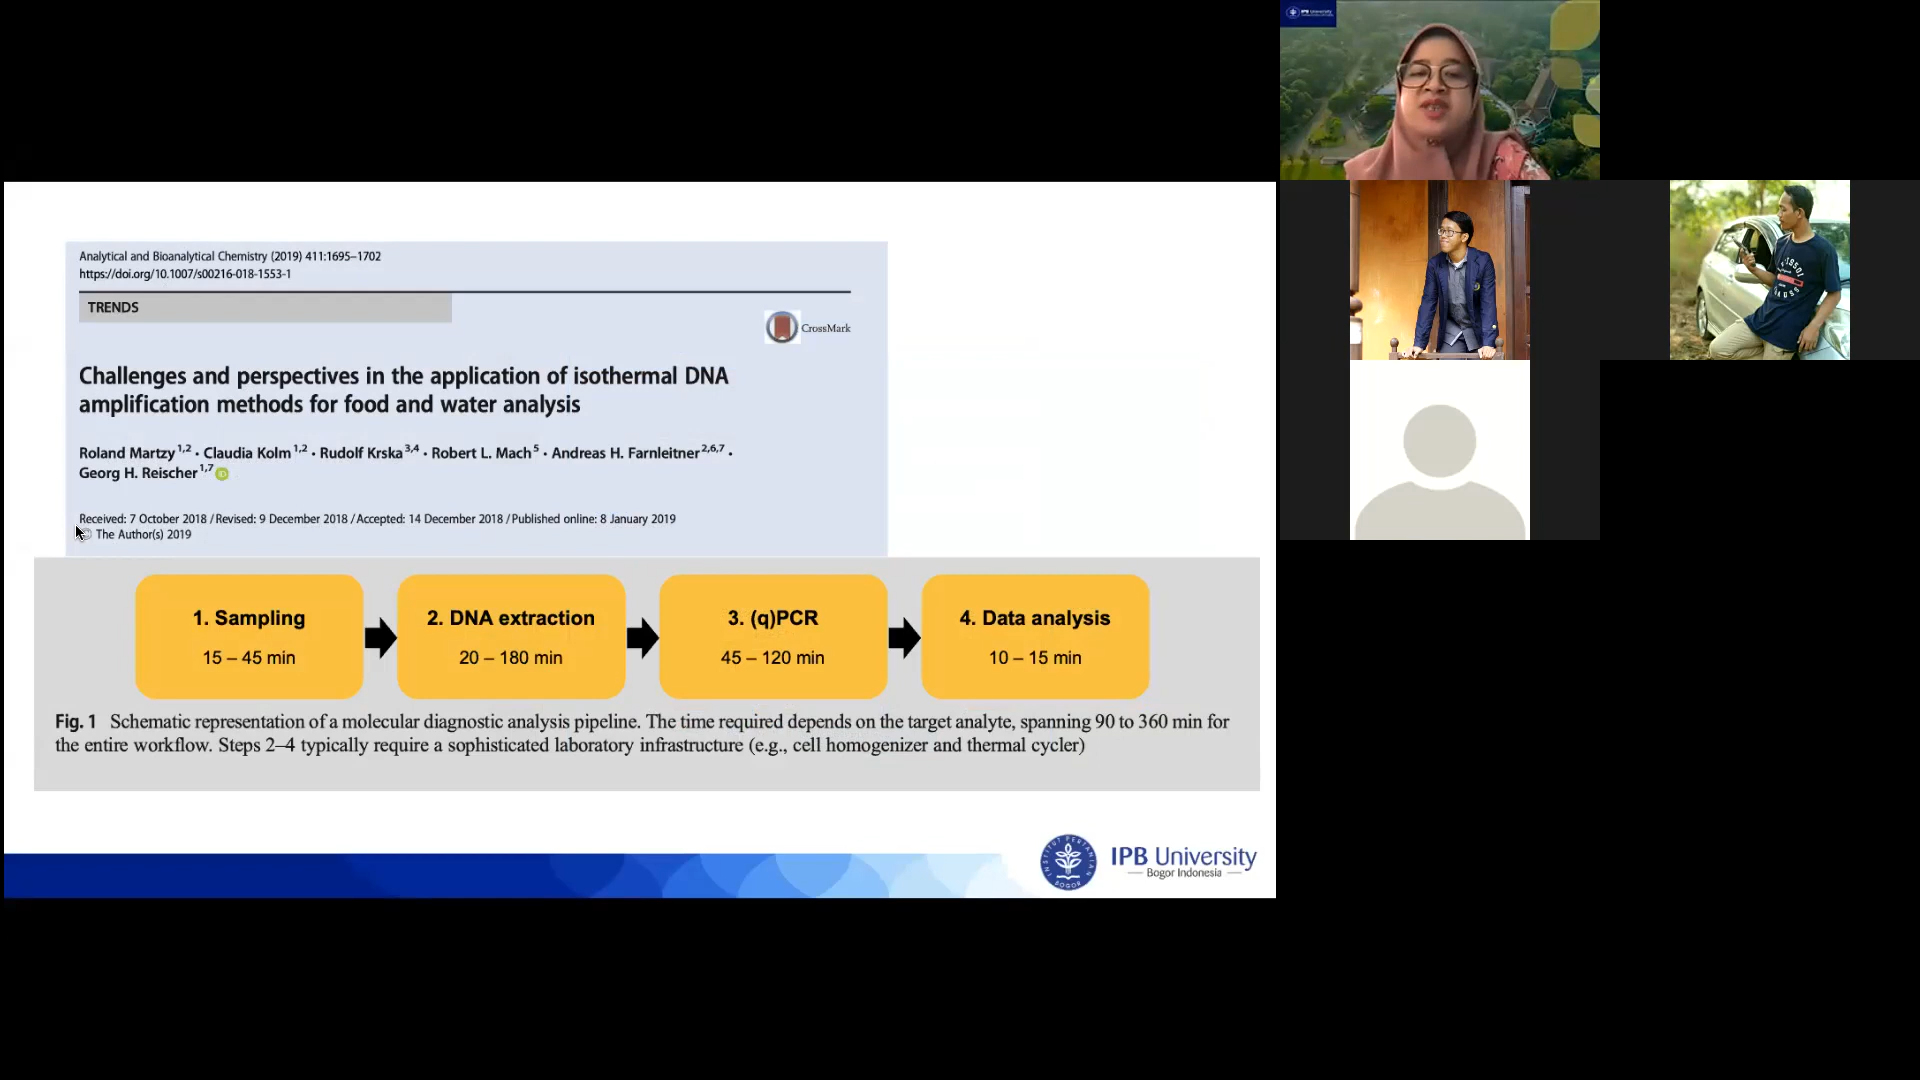 Analytical and Bioanalytical Chemistry (2019) 411:1695–1702
https://doi.org/10.1007/s00216-018-1553-1
TRENDS
CrossMark
Challenges and perspectives in the application of isothermal DNA
amplification methods for food and water analysis
Roland Martzy 1,2 · Claudia Kolm 1,2 · Rudolf Krska 3,4 · Robert L. Mach 5 · Andreas H. Farnleitner 2,6,7 ·
Georg H. Reischer 1,7 iD
Received: 7 October 2018 / Revised: 9 December 2018 / Accepted: 14 December 2018 / Published online: 8 January 2019
© The Author(s) 2019
1. Sampling
15 – 45 min
2. DNA extraction
20 – 180 min
3. (q)PCR
45 – 120 min
4. Data analysis
10 – 15 min
Fig. 1 Schematic representation of a molecular diagnostic analysis pipeline. The time required depends on the target analyte, spanning 90 to 360 min for
the entire workflow. Steps 2–4 typically require a sophisticated laboratory infrastructure (e.g., cell homogenizer and thermal cycler)
INSTITUT PERTANIAN
BOGOR
IPB University
Bogor Indonesia
IPB University